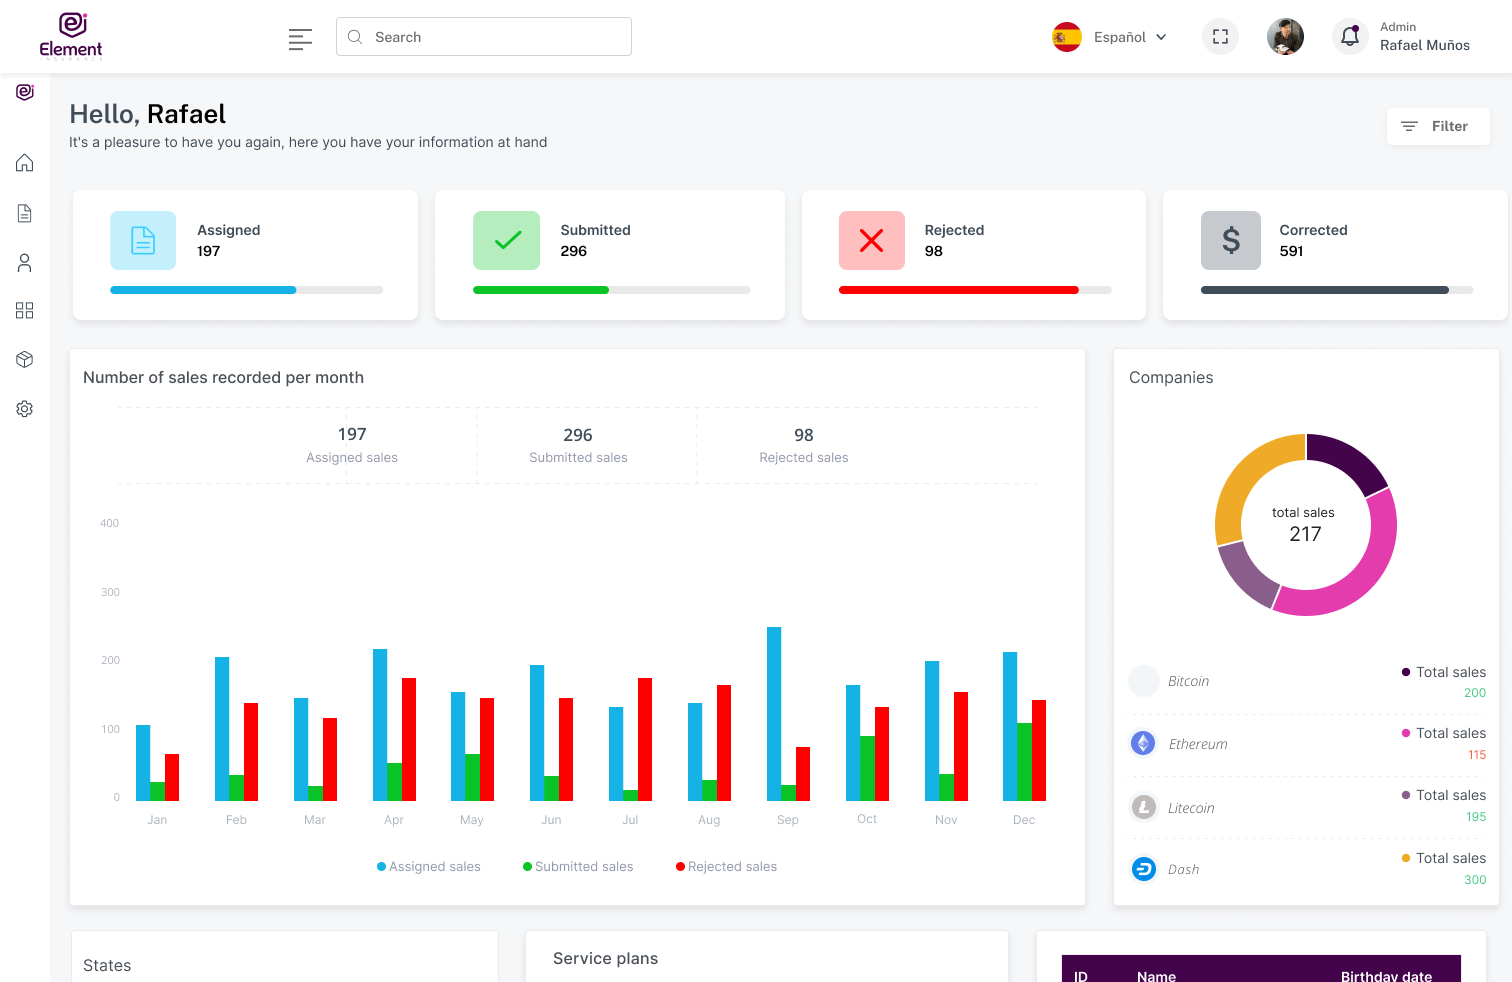 Element
INSURANCE
Search
Español
Admin
Rafael Muños
Hello, Rafael
It's a pleasure to have you again, here you have your information at hand
Filter
Assigned
197
Submitted
296
Rejected
98
$
Corrected
591
Number of sales recorded per month
197
Assigned sales
296
Submitted sales
98
Rejected sales
400
300
200
100
0
Jan Feb Mar Apr May Jun Jul Aug Sep Oct Nov Dec
Assigned sales Submitted sales Rejected sales
Companies
total sales
217
Bitcoin
Total sales
200
Ethereum
Total sales
115
Litecoin
Total sales
195
Dash
Total sales
300
States
Service plans
ID Name Birthday date